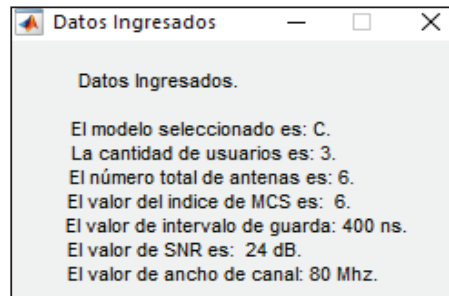 Datos Ingresados
Datos Ingresados.
El modelo seleccionado es: C.
La cantidad de usuarios es: 3.
El número total de antenas es: 6.
El valor del indice de MCS es:  6.
El valor de intervalo de guarda: 400 ns.
El valor de SNR es:  24 dB.
El valor de ancho de canal: 80 Mhz.